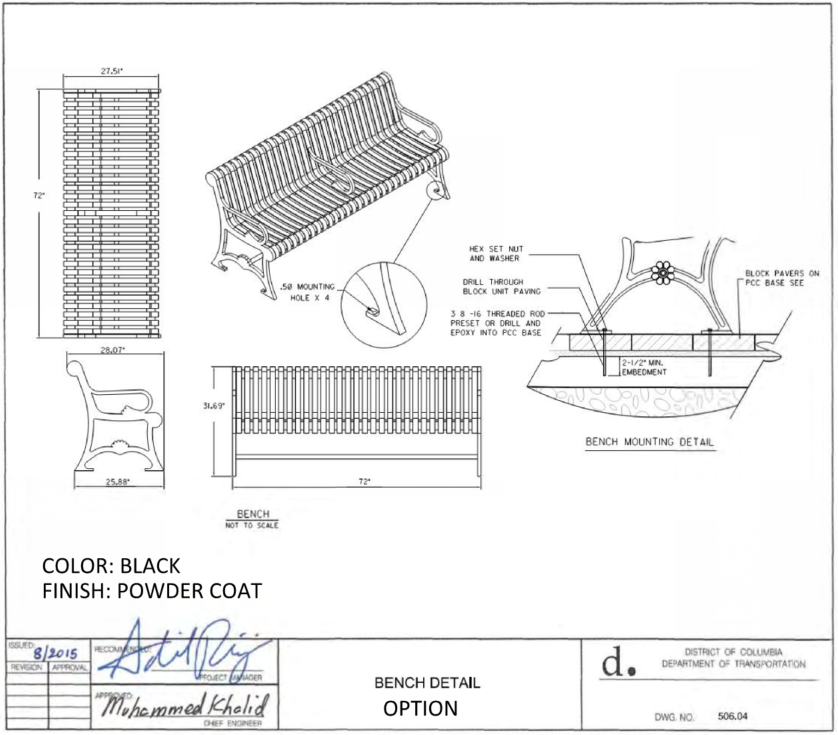 27.51"
72"
.50 MOUNTING
HOLE X 4
HEX SET NUT
AND WASHER
DRILL THROUGH
BLOCK UNIT PAVING
3 8 -16 THREADED ROD
PRESET OR DRILL AND
EPOXY INTO PCC BASE
BLOCK PAVERS ON
PCC BASE SEE
2-1/2" MIN.
EMBEDMENT
BENCH MOUNTING DETAIL
28.07"
25.88"
31.69"
72"
BENCH
NOT TO SCALE
COLOR: BLACK
FINISH: POWDER COAT
ISSUED:
8/2015
REVISION APPROVAL
RECOMMENDED:
PROJECT MANAGER
APPROVED:
Muhammed Khalid
CHIEF ENGINEER
BENCH DETAIL
OPTION
d.
DISTRICT OF COLUMBIA
DEPARTMENT OF TRANSPORTATION
DWG. NO. 506.04